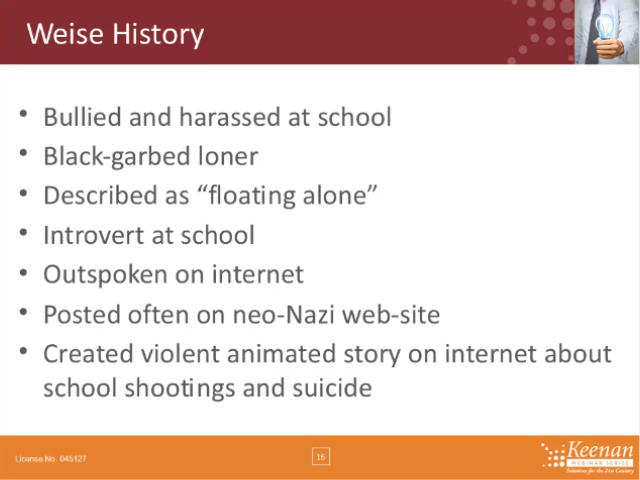 Weise History
• Bullied and harassed at school
• Black-garbed loner
• Described as “floating alone”
• Introvert at school
• Outspoken on internet
• Posted often on neo-Nazi web-site
• Created violent animated story on internet about
school shootings and suicide
License No. 045127
16
Keenan
WEBINAR SERIES
Solutions for the 21st Century